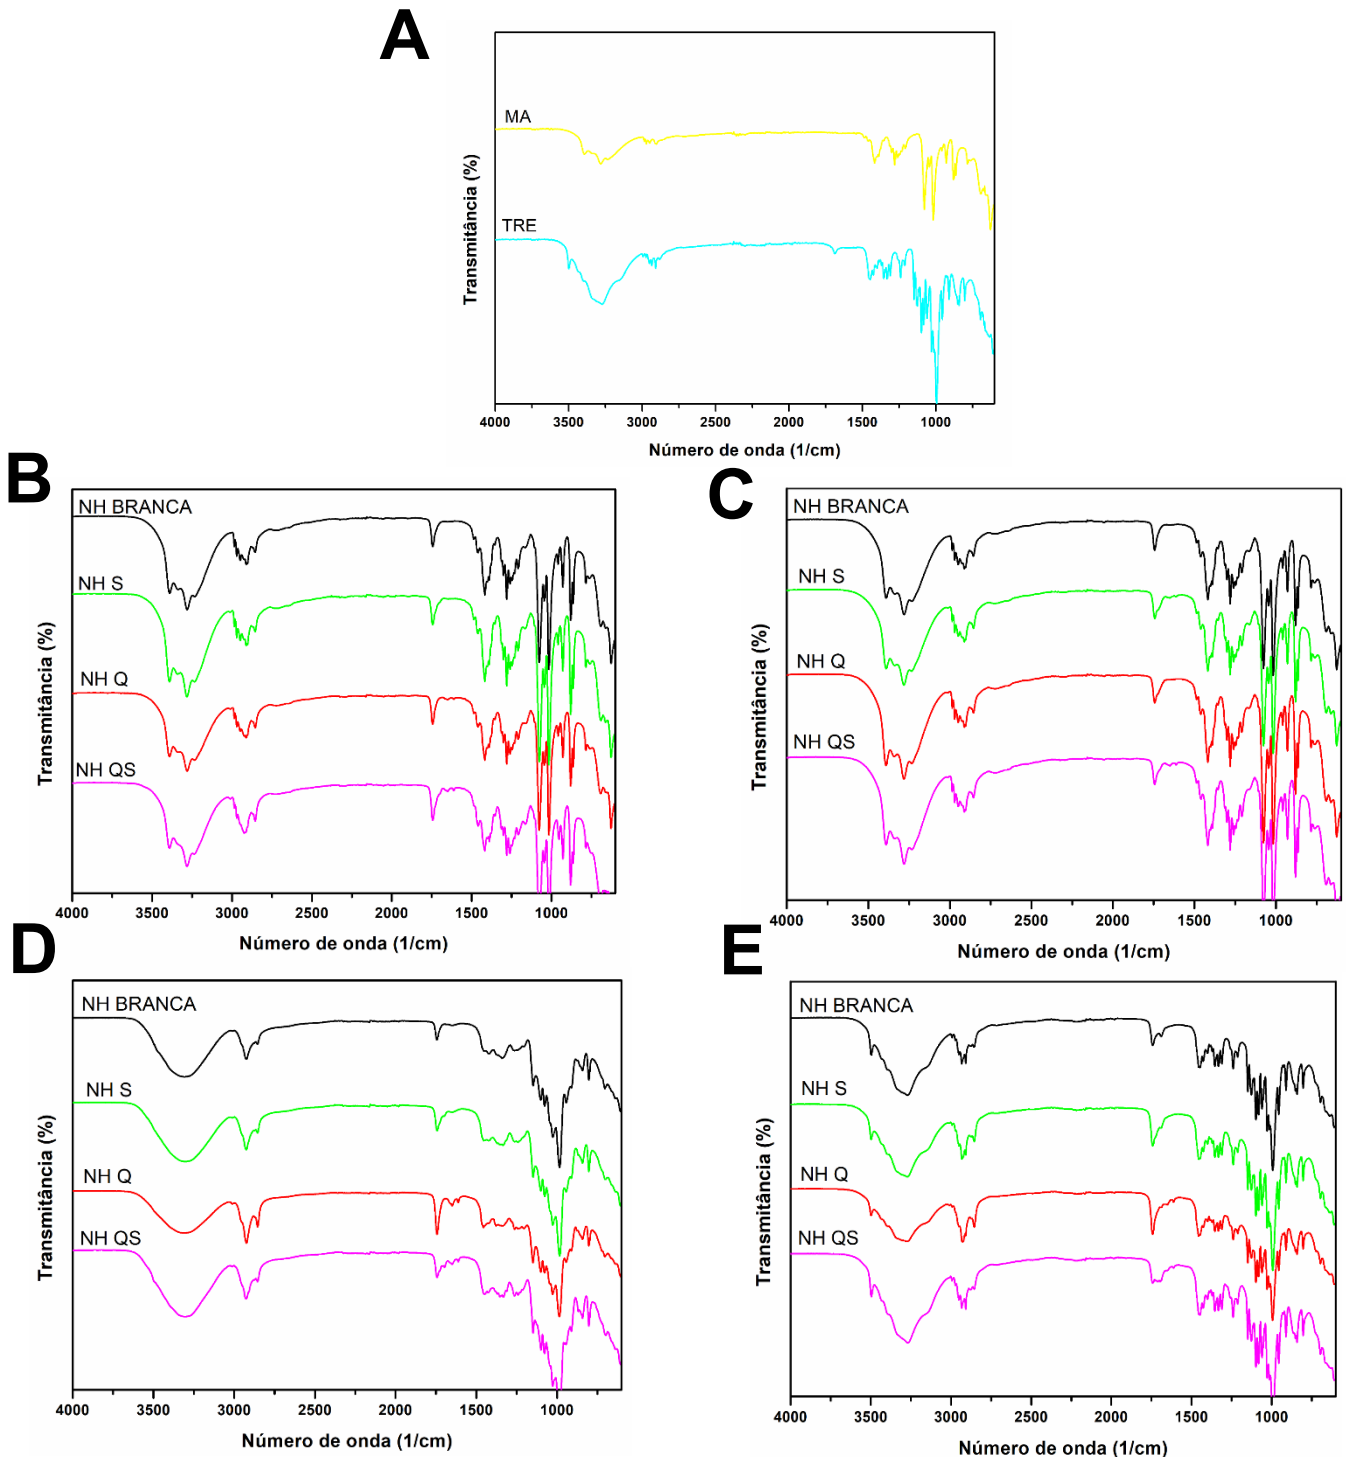 A
MA
TRE
Transmitância (%)
4000 3500 3000 2500 2000 1500 1000
Número de onda (1/cm)
B
NH BRANCA
NH S
NH Q
NH QS
Transmitância (%)
4000 3500 3000 2500 2000 1500 1000
Número de onda (1/cm)
C
NH BRANCA
NH S
NH Q
NH QS
Transmitância (%)
4000 3500 3000 2500 2000 1500 1000
Número de onda (1/cm)
D
NH BRANCA
NH S
NH Q
NH QS
Transmitância (%)
4000 3500 3000 2500 2000 1500 1000
Número de onda (1/cm)
E
NH BRANCA
NH S
NH Q
NH QS
Transmitância (%)
4000 3500 3000 2500 2000 1500 1000
Número de onda (1/cm)